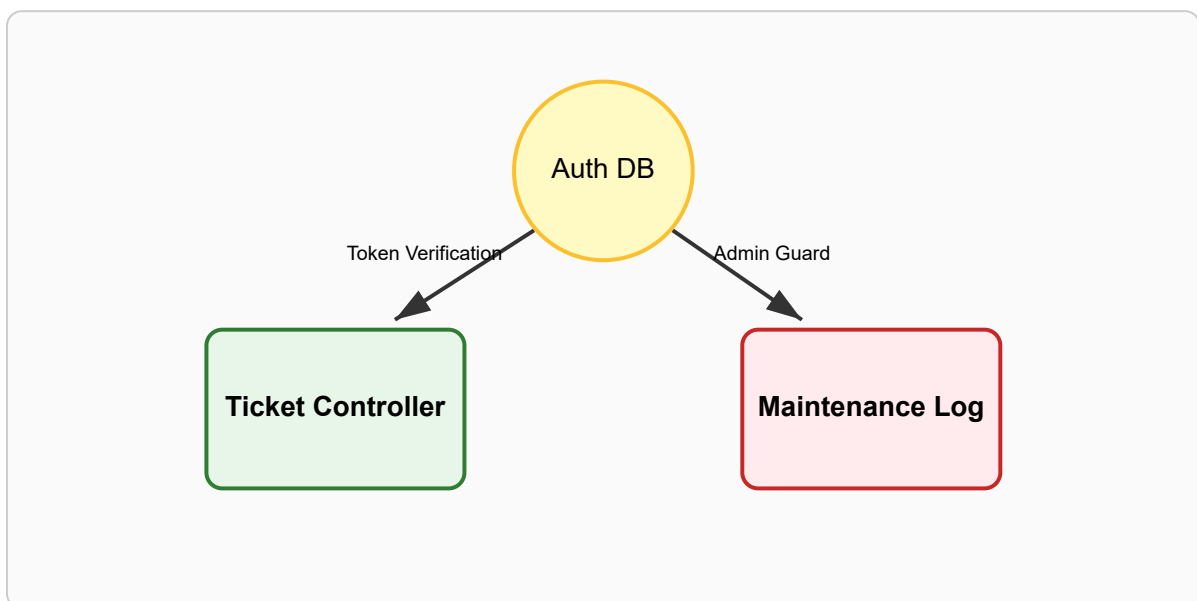 Auth DB
Token Verification
Admin Guard
Ticket Controller
Maintenance Log